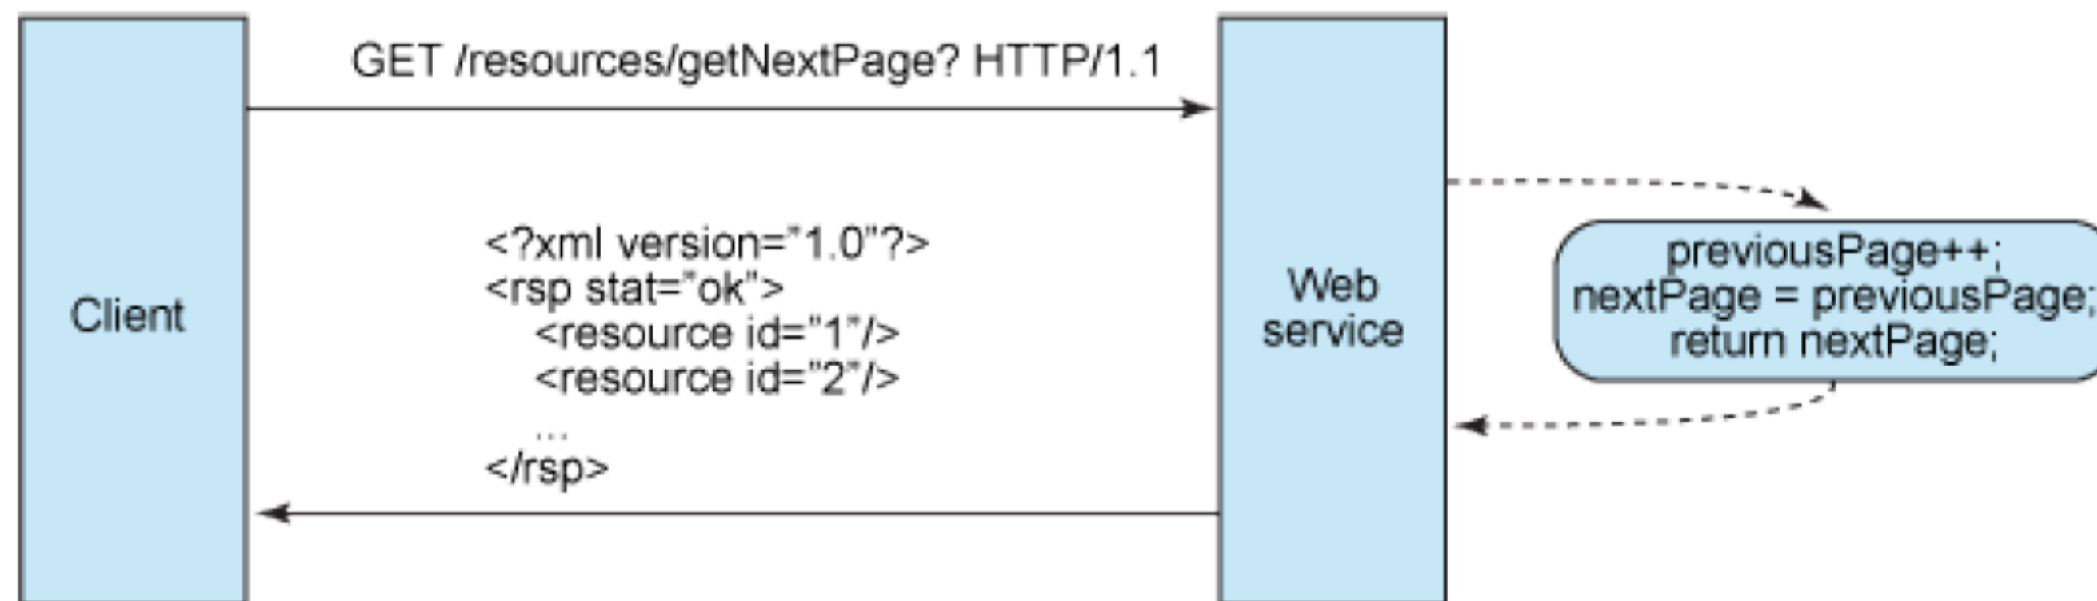 GET /resources/getNextPage? HTTP/1.1
<?xml version="1.0"?>
<rsp stat="ok">
<resource id="1"/>
<resource id="2"/>
...
</rsp>
Client
Web
service
previousPage++;
nextPage = previousPage;
return nextPage;